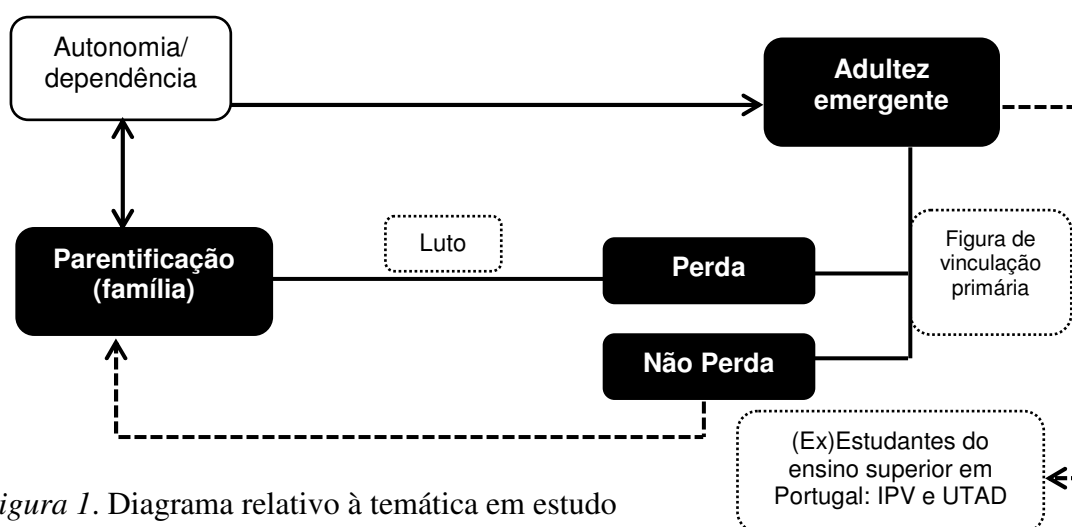 Autonomia/
dependência
Adultez
emergente
Parentificação
(família)
Luto
Perda
Figura de
vinculação
primária
Não Perda
(Ex)Estudantes do
ensino superior em
Portugal: IPV e UTAD
igura 1. Diagrama relativo à temática em estudo